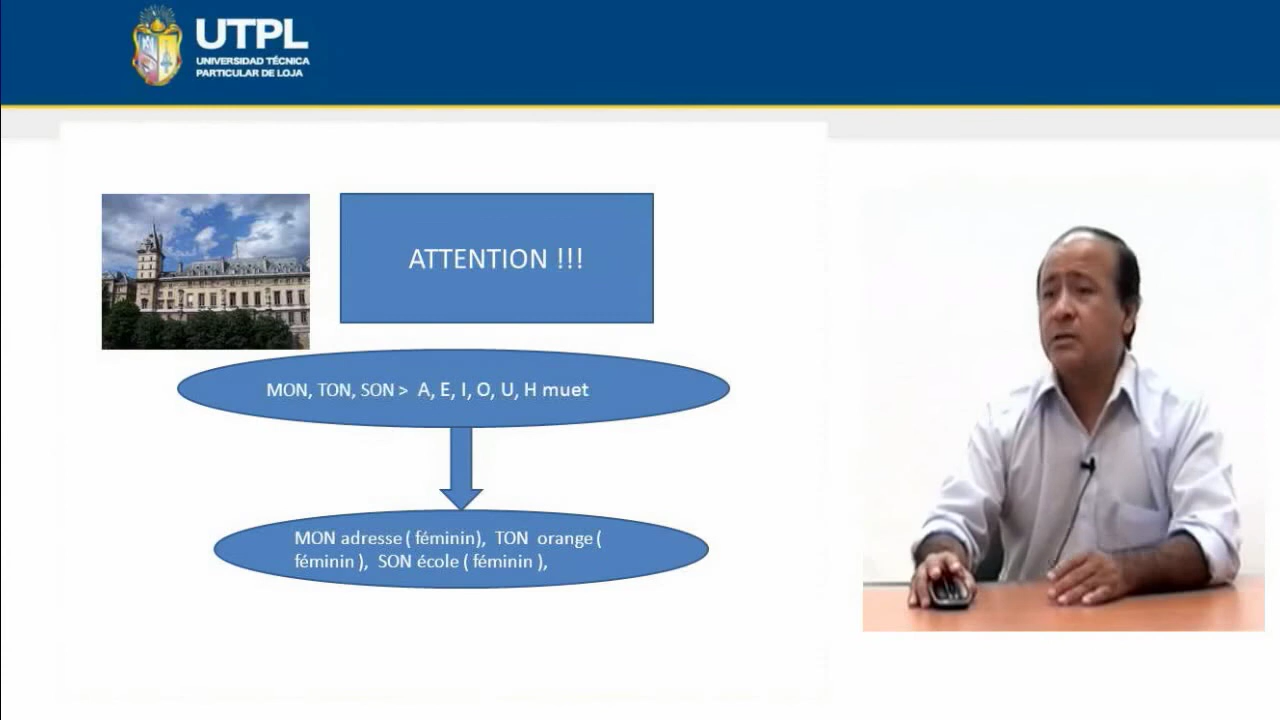 UTPL
UNIVERSIDAD TÉCNICA
PARTICULAR DE LOJA
ATTENTION !!!
MON, TON, SON > A, E, I, O, U, H muet
MON adresse ( féminin), TON orange (
féminin ), SON école ( féminin ),